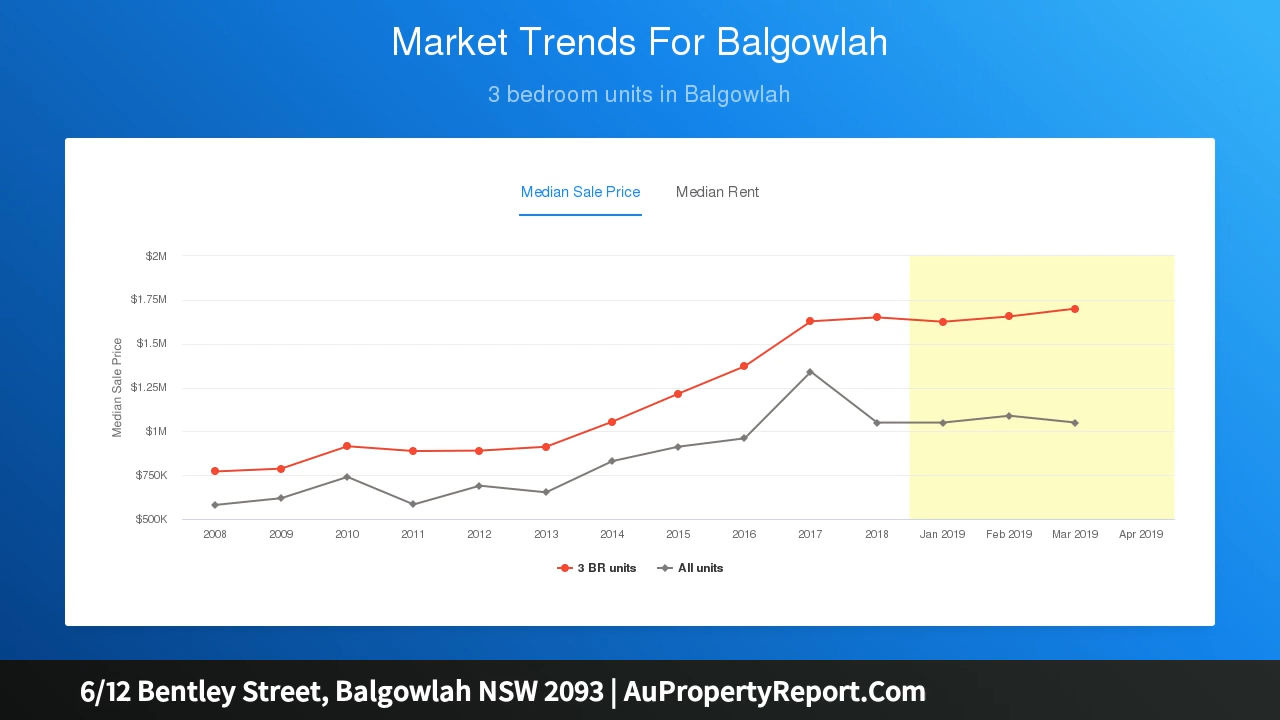 Market Trends For Balgowlah
3 bedroom units in Balgowlah
Median Sale Price Median Rent
$2M
$1.75M
$1.5M
$1.25M
$1M
$750K
$500K
Median Sale Price
2008 2009 2010 2011 2012 2013 2014 2015 2016 2017 2018 Jan 2019 Feb 2019 Mar 2019 Apr 2019
3 BR units All units
6/12 Bentley Street, Balgowlah NSW 2093 | AuPropertyReport.Com